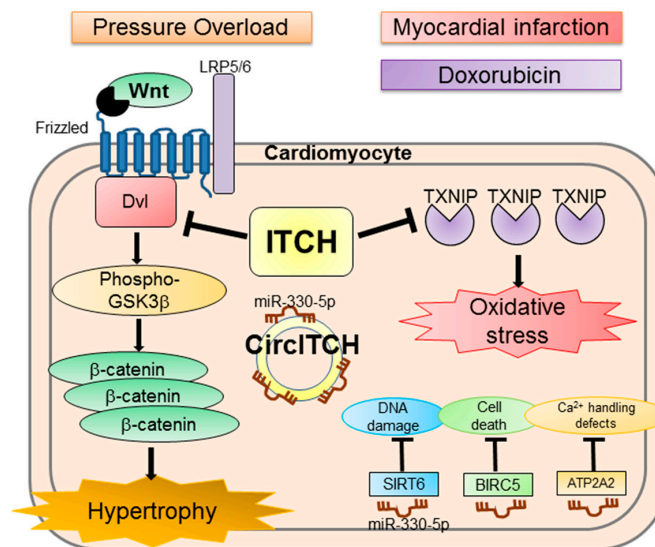 Pressure Overload
Myocardial infarction
Doxorubicin
LRP5/6
Wnt
Frizzled
Cardiomyocyte
Dvl
ITCH
TXNIP TXNIP TXNIP
Phospho-
GSK3β
miR-330-5p
CircITCH
Oxidative
stress
β-catenin
β-catenin
β-catenin
DNA
damage
Cell
death
Ca²⁺ handling
defects
SIRT6
BIRC5
ATP2A2
miR-330-5p
Hypertrophy